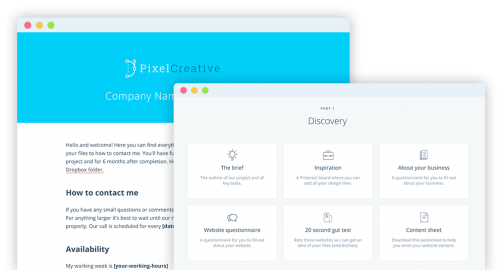 PixelCreative
Company Nam
Hello and welcome! Here you can find everyth
your files to how to contact me. You'll have fu
project and for 6 months after completion. He
Dropbox folder.
How to contact me
If you have any small questions or comments
For anything larger it's best to wait until our r
properly. Our call is scheduled for every [dat
Availability
My working week is [your-working-hours]
PART 1
Discovery
The brief
The outline of our project and all
key tasks.
Inspiration
A Pinterest board where you can
add all your design likes.
About your business
A questionnaire for you to fill out
about your business.
Website questionnaire
A questionnaire for you to fill
out about your website.
20 second gut test
Rate these websites so I can get an
idea of your likes (and dislikes).
Content sheet
Download this worksheet to help
you write your website content.